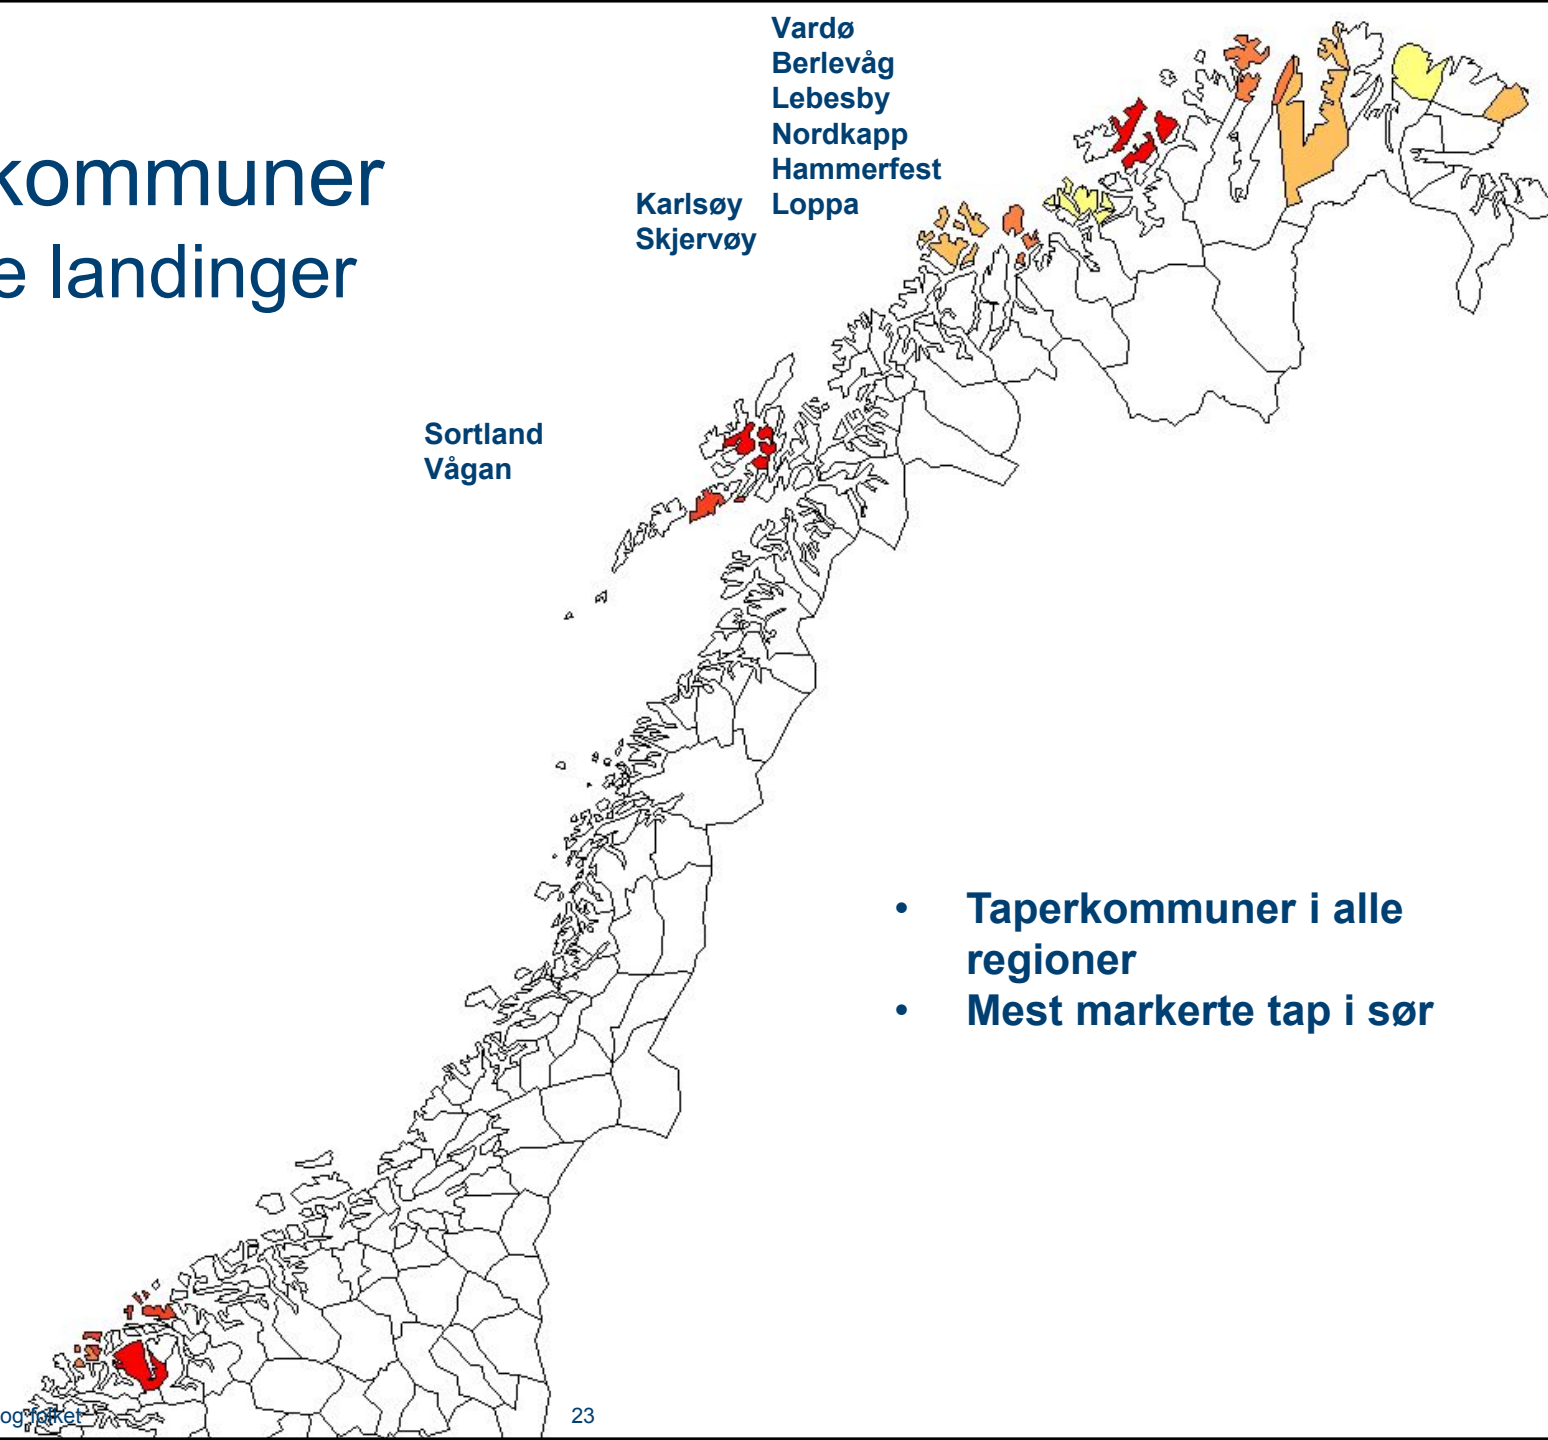 kommuner
e landinger
Vardø
Berlevåg
Lebesby
Nordkapp
Hammerfest
Loppa
Karlsøy
Skjervøy
Sortland
Vågan
• Taperkommuner i alle
regioner
• Mest markerte tap i sør
og folket
23